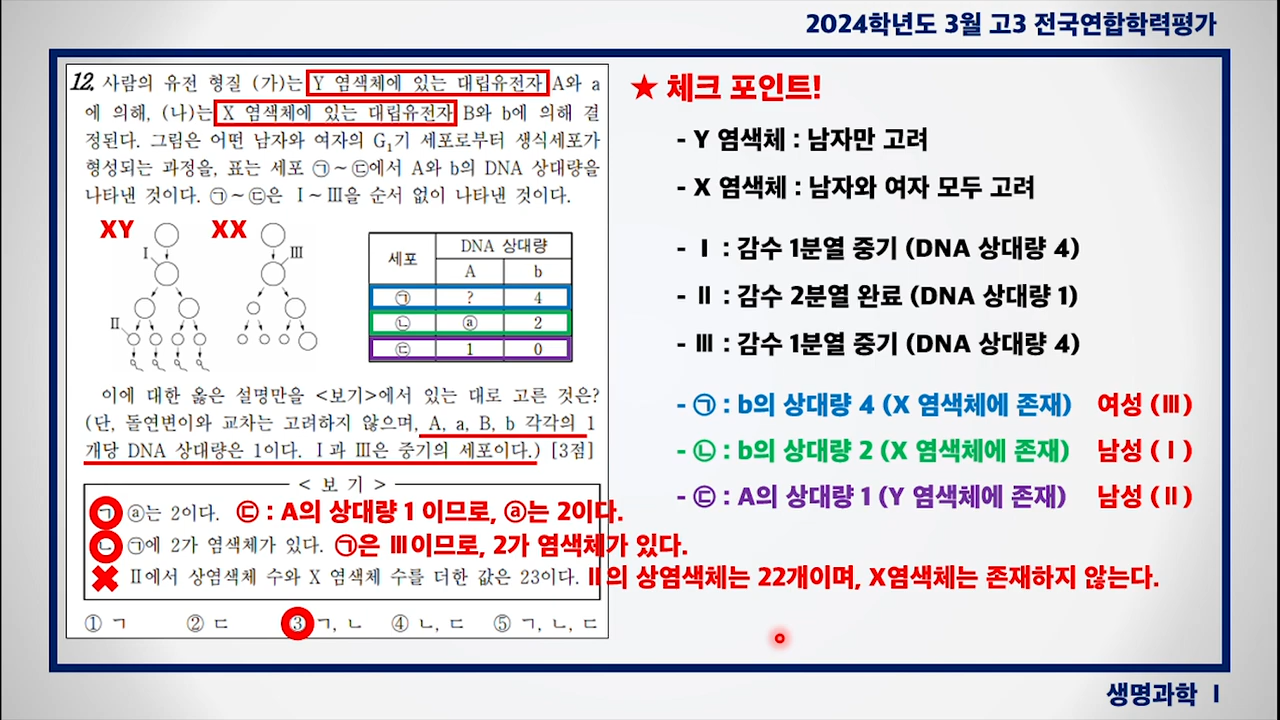 2024학년도 3월 고3 전국연합학력평가
12. 사람의 유전 형질 (가)는 Y 염색체에 있는 대립유전자 A와 a
에 의해, (나)는 X 염색체에 있는 대립유전자 B와 b에 의해 결
정된다. 그림은 어떤 남자와 여자의 G1기 세포로부터 생식세포가
형성되는 과정을, 표는 세포 ㉠~㉢에서 A와 b의 DNA 상대량을
나타낸 것이다. ㉠~㉢은 Ⅰ~Ⅲ을 순서 없이 나타낸 것이다.
XY XX
Ⅰ Ⅲ
Ⅱ
세포 DNA 상대량
A b
㉠ ? 4
㉡ ⓐ 2
㉢ 1 0
이에 대한 옳은 설명만을 <보기>에서 있는 대로 고른 것은?
(단, 돌연변이와 교차는 고려하지 않으며, A, a, B, b 각각의 1
개당 DNA 상대량은 1이다. Ⅰ과 Ⅲ은 중기의 세포이다.) [3점]
< 보 기 >
ㄱ ⓐ는 2이다. ㉢ : A의 상대량 1 이므로, ⓐ는 2이다.
ㄴ ㉠에 2가 염색체가 있다. ㉠은 Ⅲ이므로, 2가 염색체가 있다.
Ⅱ에서 상염색체 수와 X 염색체 수를 더한 값은 23이다. Ⅱ의 상염색체는 22개이며, X염색체는 존재하지 않는다.
① ㄱ ② ㄷ ③ ㄱ, ㄴ ④ ㄴ, ㄷ ⑤ ㄱ, ㄴ, ㄷ
★ 체크 포인트!
- Y 염색체 : 남자만 고려
- X 염색체 : 남자와 여자 모두 고려
- Ⅰ : 감수 1분열 중기 (DNA 상대량 4)
- Ⅱ : 감수 2분열 완료 (DNA 상대량 1)
- Ⅲ : 감수 1분열 중기 (DNA 상대량 4)
- ㉠ : b의 상대량 4 (X 염색체에 존재) 여성 (Ⅲ)
- ㉡ : b의 상대량 2 (X 염색체에 존재) 남성 (Ⅰ)
- ㉢ : A의 상대량 1 (Y 염색체에 존재) 남성 (Ⅱ)
생명과학 Ⅰ